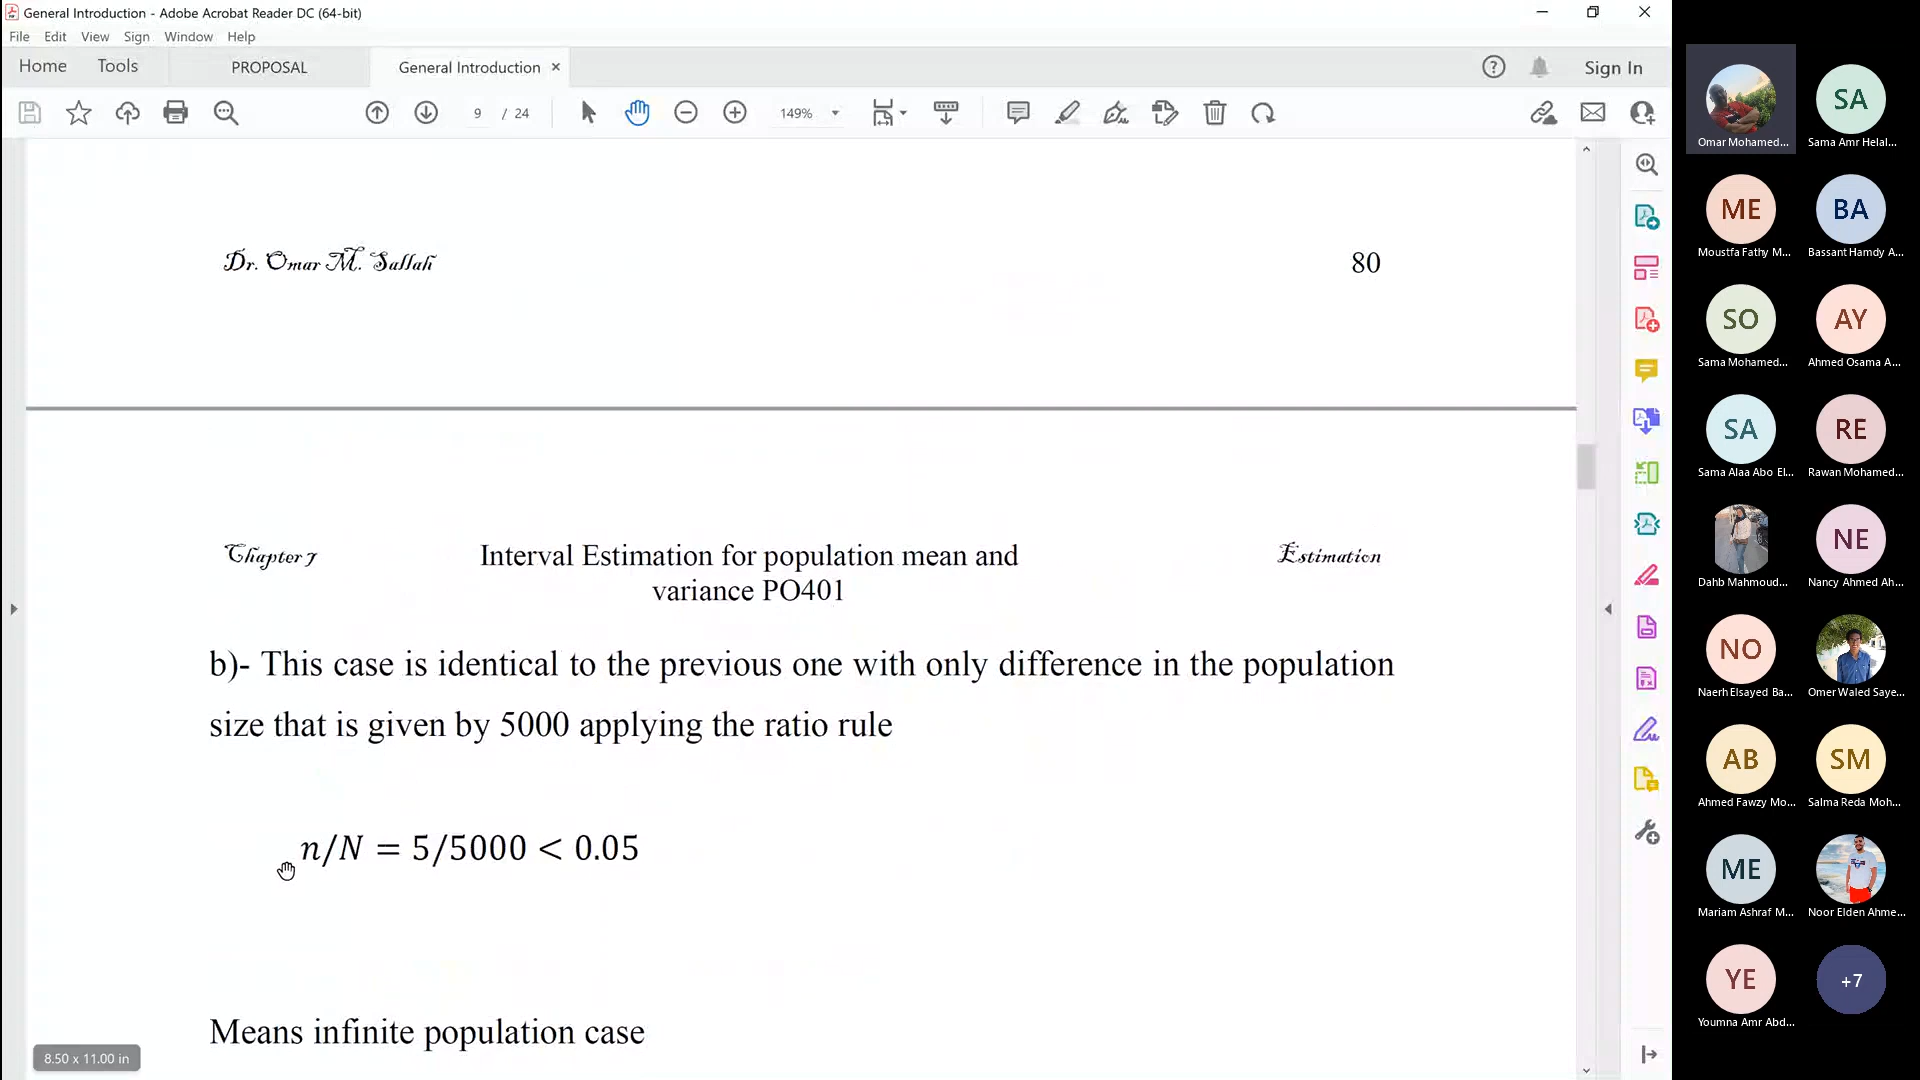 General Introduction - Adobe Acrobat Reader DC (64-bit)
File Edit View Sign Window Help
Home Tools PROPOSAL General Introduction × Sign In
9 / 24 149%
Dr. Omar M. Sallah 80
Chapter 7 Interval Estimation for population mean and Estimation
variance PO401
b)- This case is identical to the previous one with only difference in the population
size that is given by 5000 applying the ratio rule
n/N = 5/5000 < 0.05
Means infinite population case
8.50 x 11.00 in
Omar Mohamed...
SA
Sama Amr Helal...
ME
Moustfa Fathy M...
BA
Bassant Hamdy A...
SO
Sama Mohamed...
AY
Ahmed Osama A...
SA
Sama Alaa Abo El...
RE
Rawan Mohamed...
Dahb Mahmoud...
NE
Nancy Ahmed Ah...
NO
Naerh Elsayed Ba...
Omer Waled Saye...
AB
Ahmed Fawzy Mo...
SM
Salma Reda Moh...
ME
Mariam Ashraf M...
Noor Elden Ahme...
YE
Youmna Amr Abd...
+7